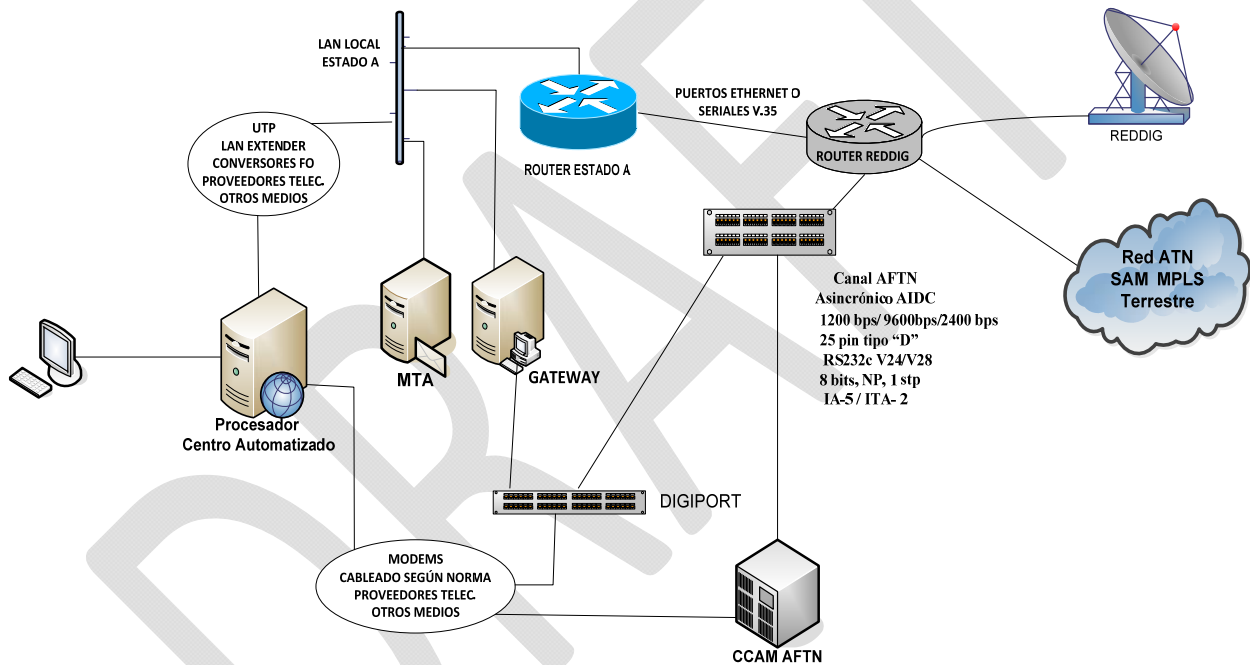 LAN LOCAL
ESTADO A
UTP
LAN EXTENDER
CONVERSORES FO
PROVEEDORES TELEC.
OTROS MEDIOS
ROUTER ESTADO A
PUERTOS ETHERNET O
SERIALES V.35
ROUTER REDDIG
REDDIG
Red ATN
SAM MPLS
Terrestre
Canal AFTN
Asincrónico AIDC
1200 bps/ 9600bps/2400 bps
25 pin tipo “D”
RS232c V24/V28
8 bits, NP, 1 stp
IA-5 / ITA- 2
MTA
GATEWAY
Procesador
Centro Automatizado
DIGIPORT
MODEMS
CABLEADO SEGÚN NORMA
PROVEEDORES TELEC.
OTROS MEDIOS
CCAM AFTN
DRAFT